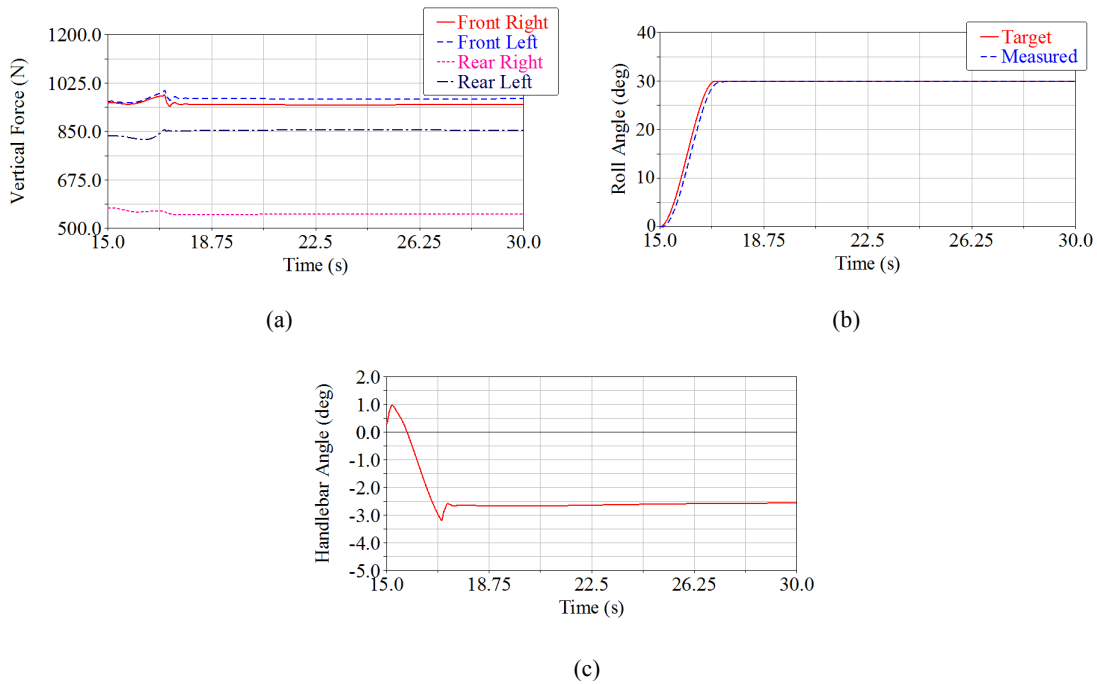 Front Right
Front Left
Rear Right
Rear Left
1200.0
1025.0
850.0
675.0
500.0
Vertical Force (N)
15.0 18.75 22.5 26.25 30.0
Time (s)
(a)
Target
Measured
40
30
20
10
0
Roll Angle (deg)
15.0 18.75 22.5 26.25 30.0
Time (s)
(b)
2.0
1.0
0.0
-1.0
-2.0
-3.0
-4.0
-5.0
Handlebar Angle (deg)
15.0 18.75 22.5 26.25 30.0
Time (s)
(c)